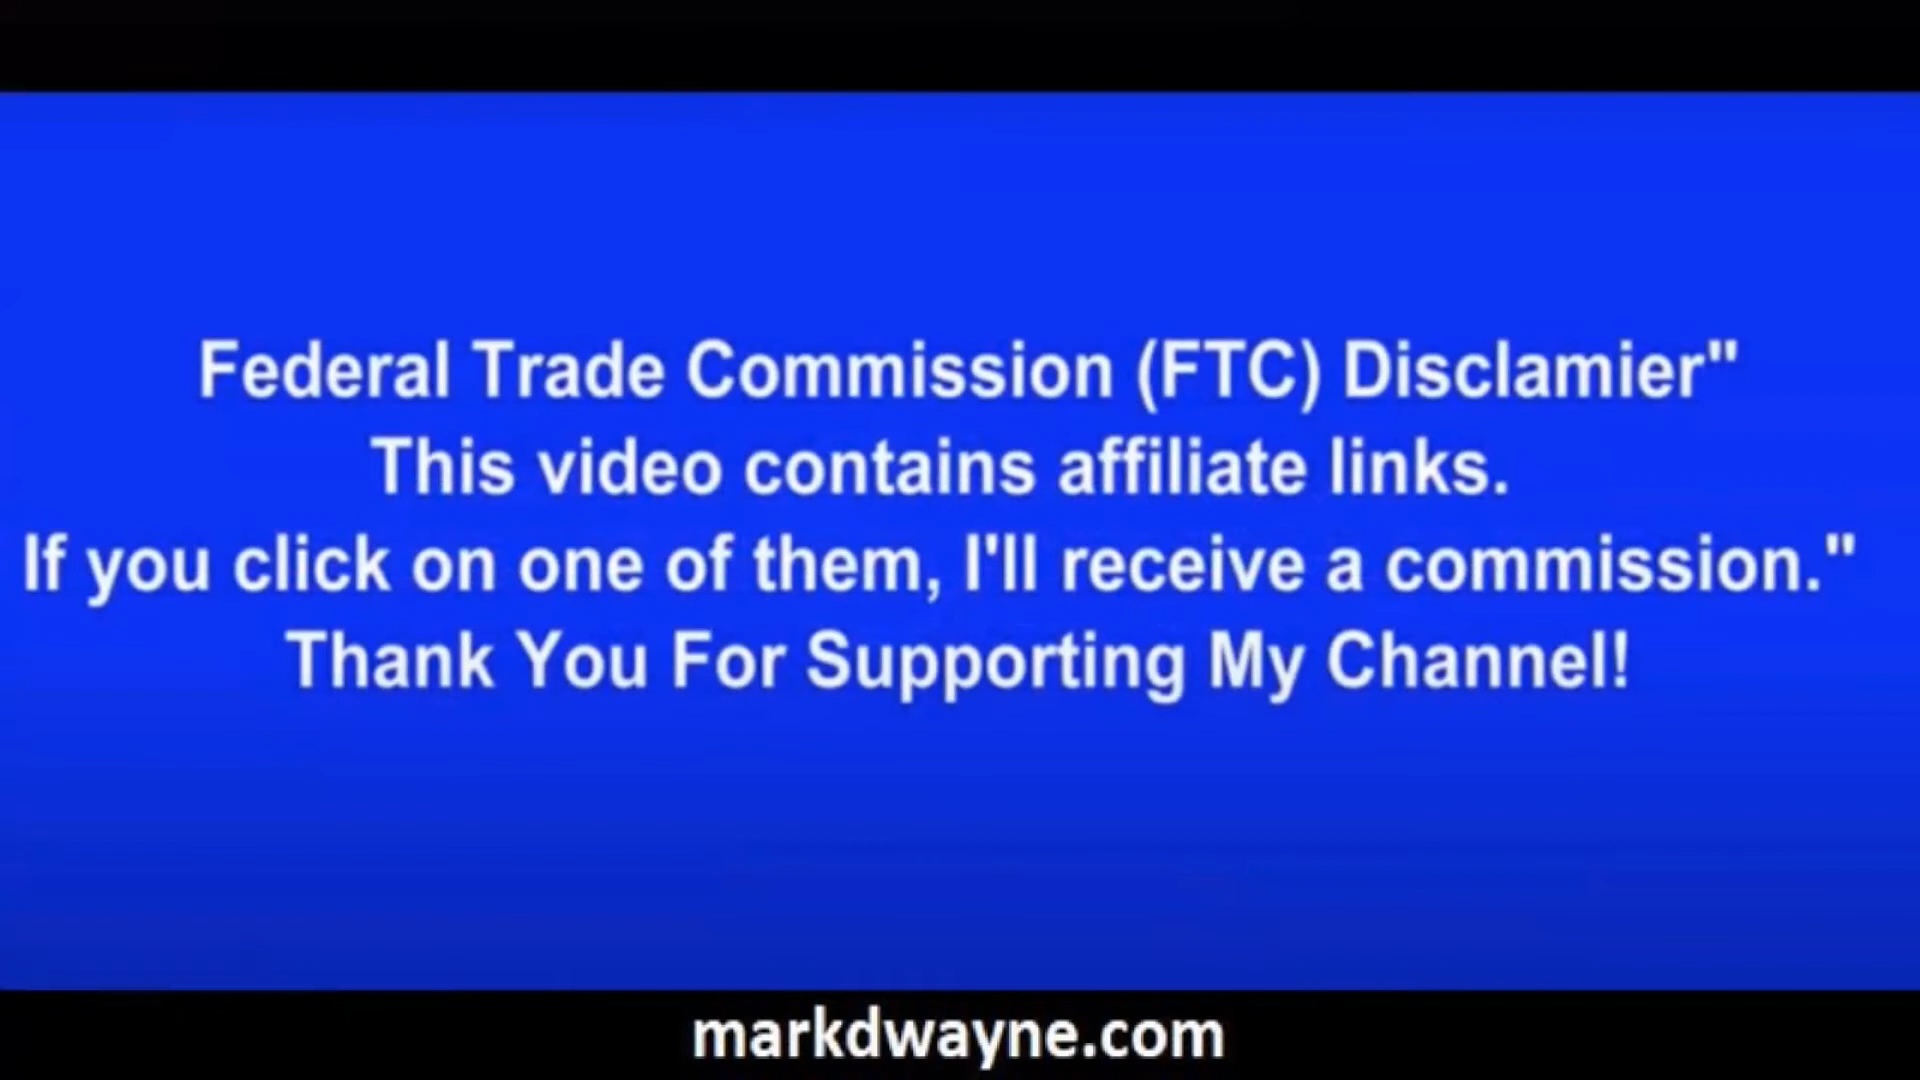 Federal Trade Commission (FTC) Disclamier"
This video contains affiliate links.
If you click on one of them, I'll receive a commission."
Thank You For Supporting My Channel!
markdwayne.com